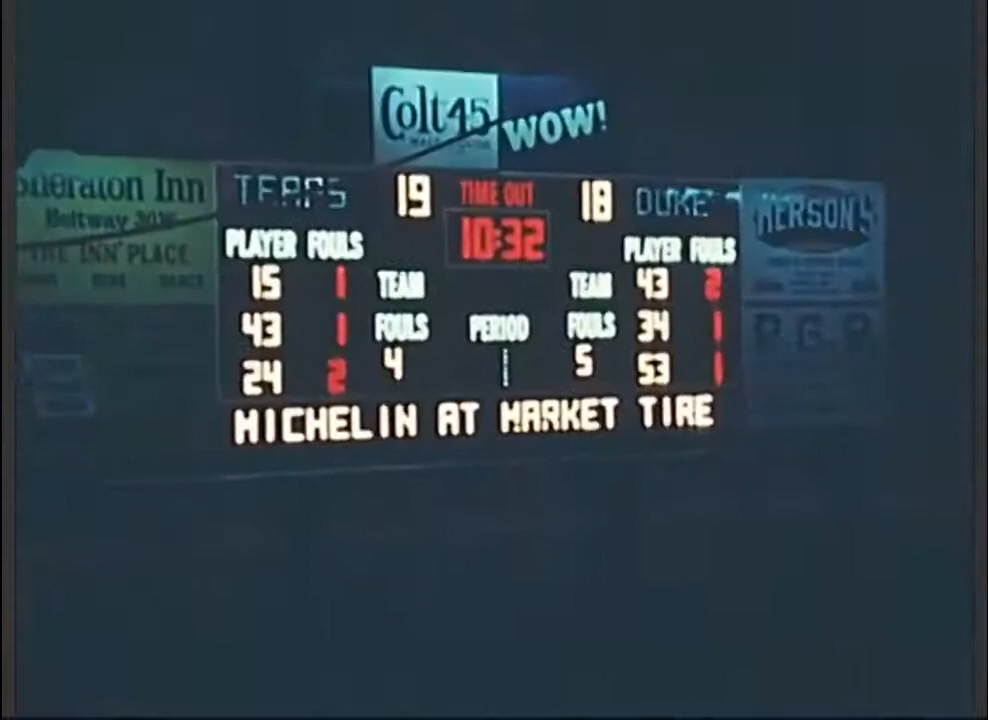 Colt 45
WOW!
Sheraton Inn
Beltway
THE INN PLACE
TERPS 19 TIME OUT 18 DUKE
10:32
PLAYER FOULS PLAYER FOULS
15 1 TEAM TEAM 43 2
43 1 FOULS PERIOD FOULS 34 1
24 2 4 1 5 53 1
MICHELIN AT MARKET TIRE
MERSON'S